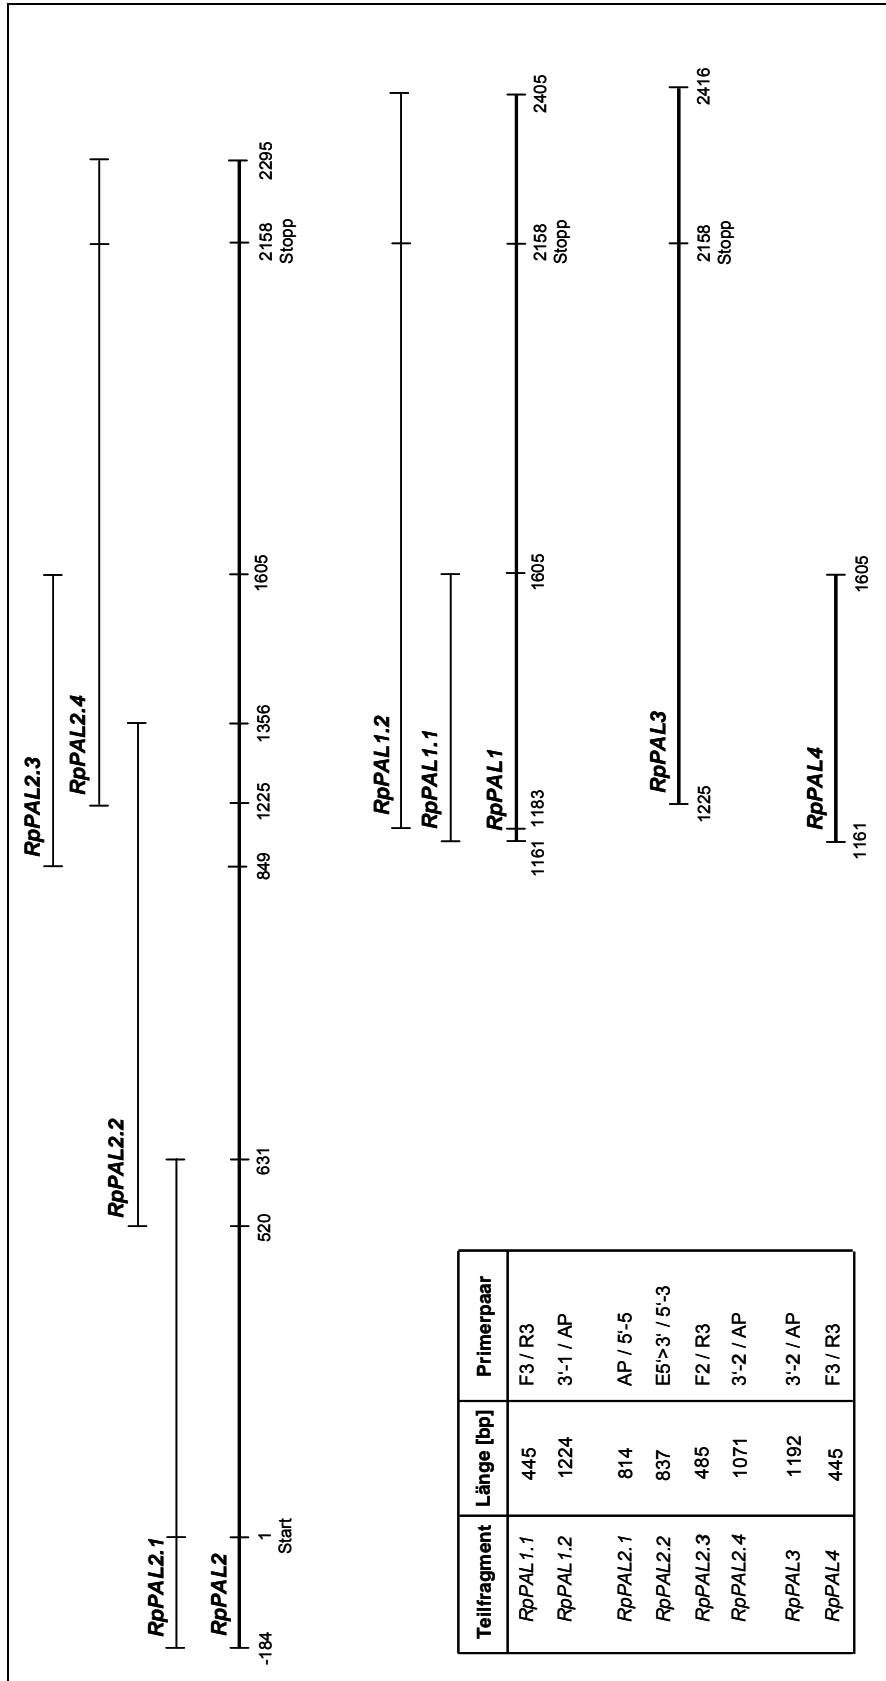 RpPAL2.3
RpPAL2.4
RpPAL2.2
RpPAL2.1
RpPAL2
-184
1
Start
520
631
849
1225
1356
1605
2158
Stopp
2295
RpPAL1.2
RpPAL1.1
RpPAL1
1161
1183
1605
2158
Stopp
2405
RpPAL3
1225
2158
Stopp
2416
RpPAL4
1161
1605
Teilfragment Länge [bp] Primerpaar
RpPAL1.1 445 F3 / R3
RpPAL1.2 1224 3'-1 / AP
RpPAL2.1 814 AP / 5'-5
RpPAL2.2 837 E5'>3' / 5'-3
RpPAL2.3 485 F2 / R3
RpPAL2.4 1071 3'-2 / AP
RpPAL3 1192 3'-2 / AP
RpPAL4 445 F3 / R3